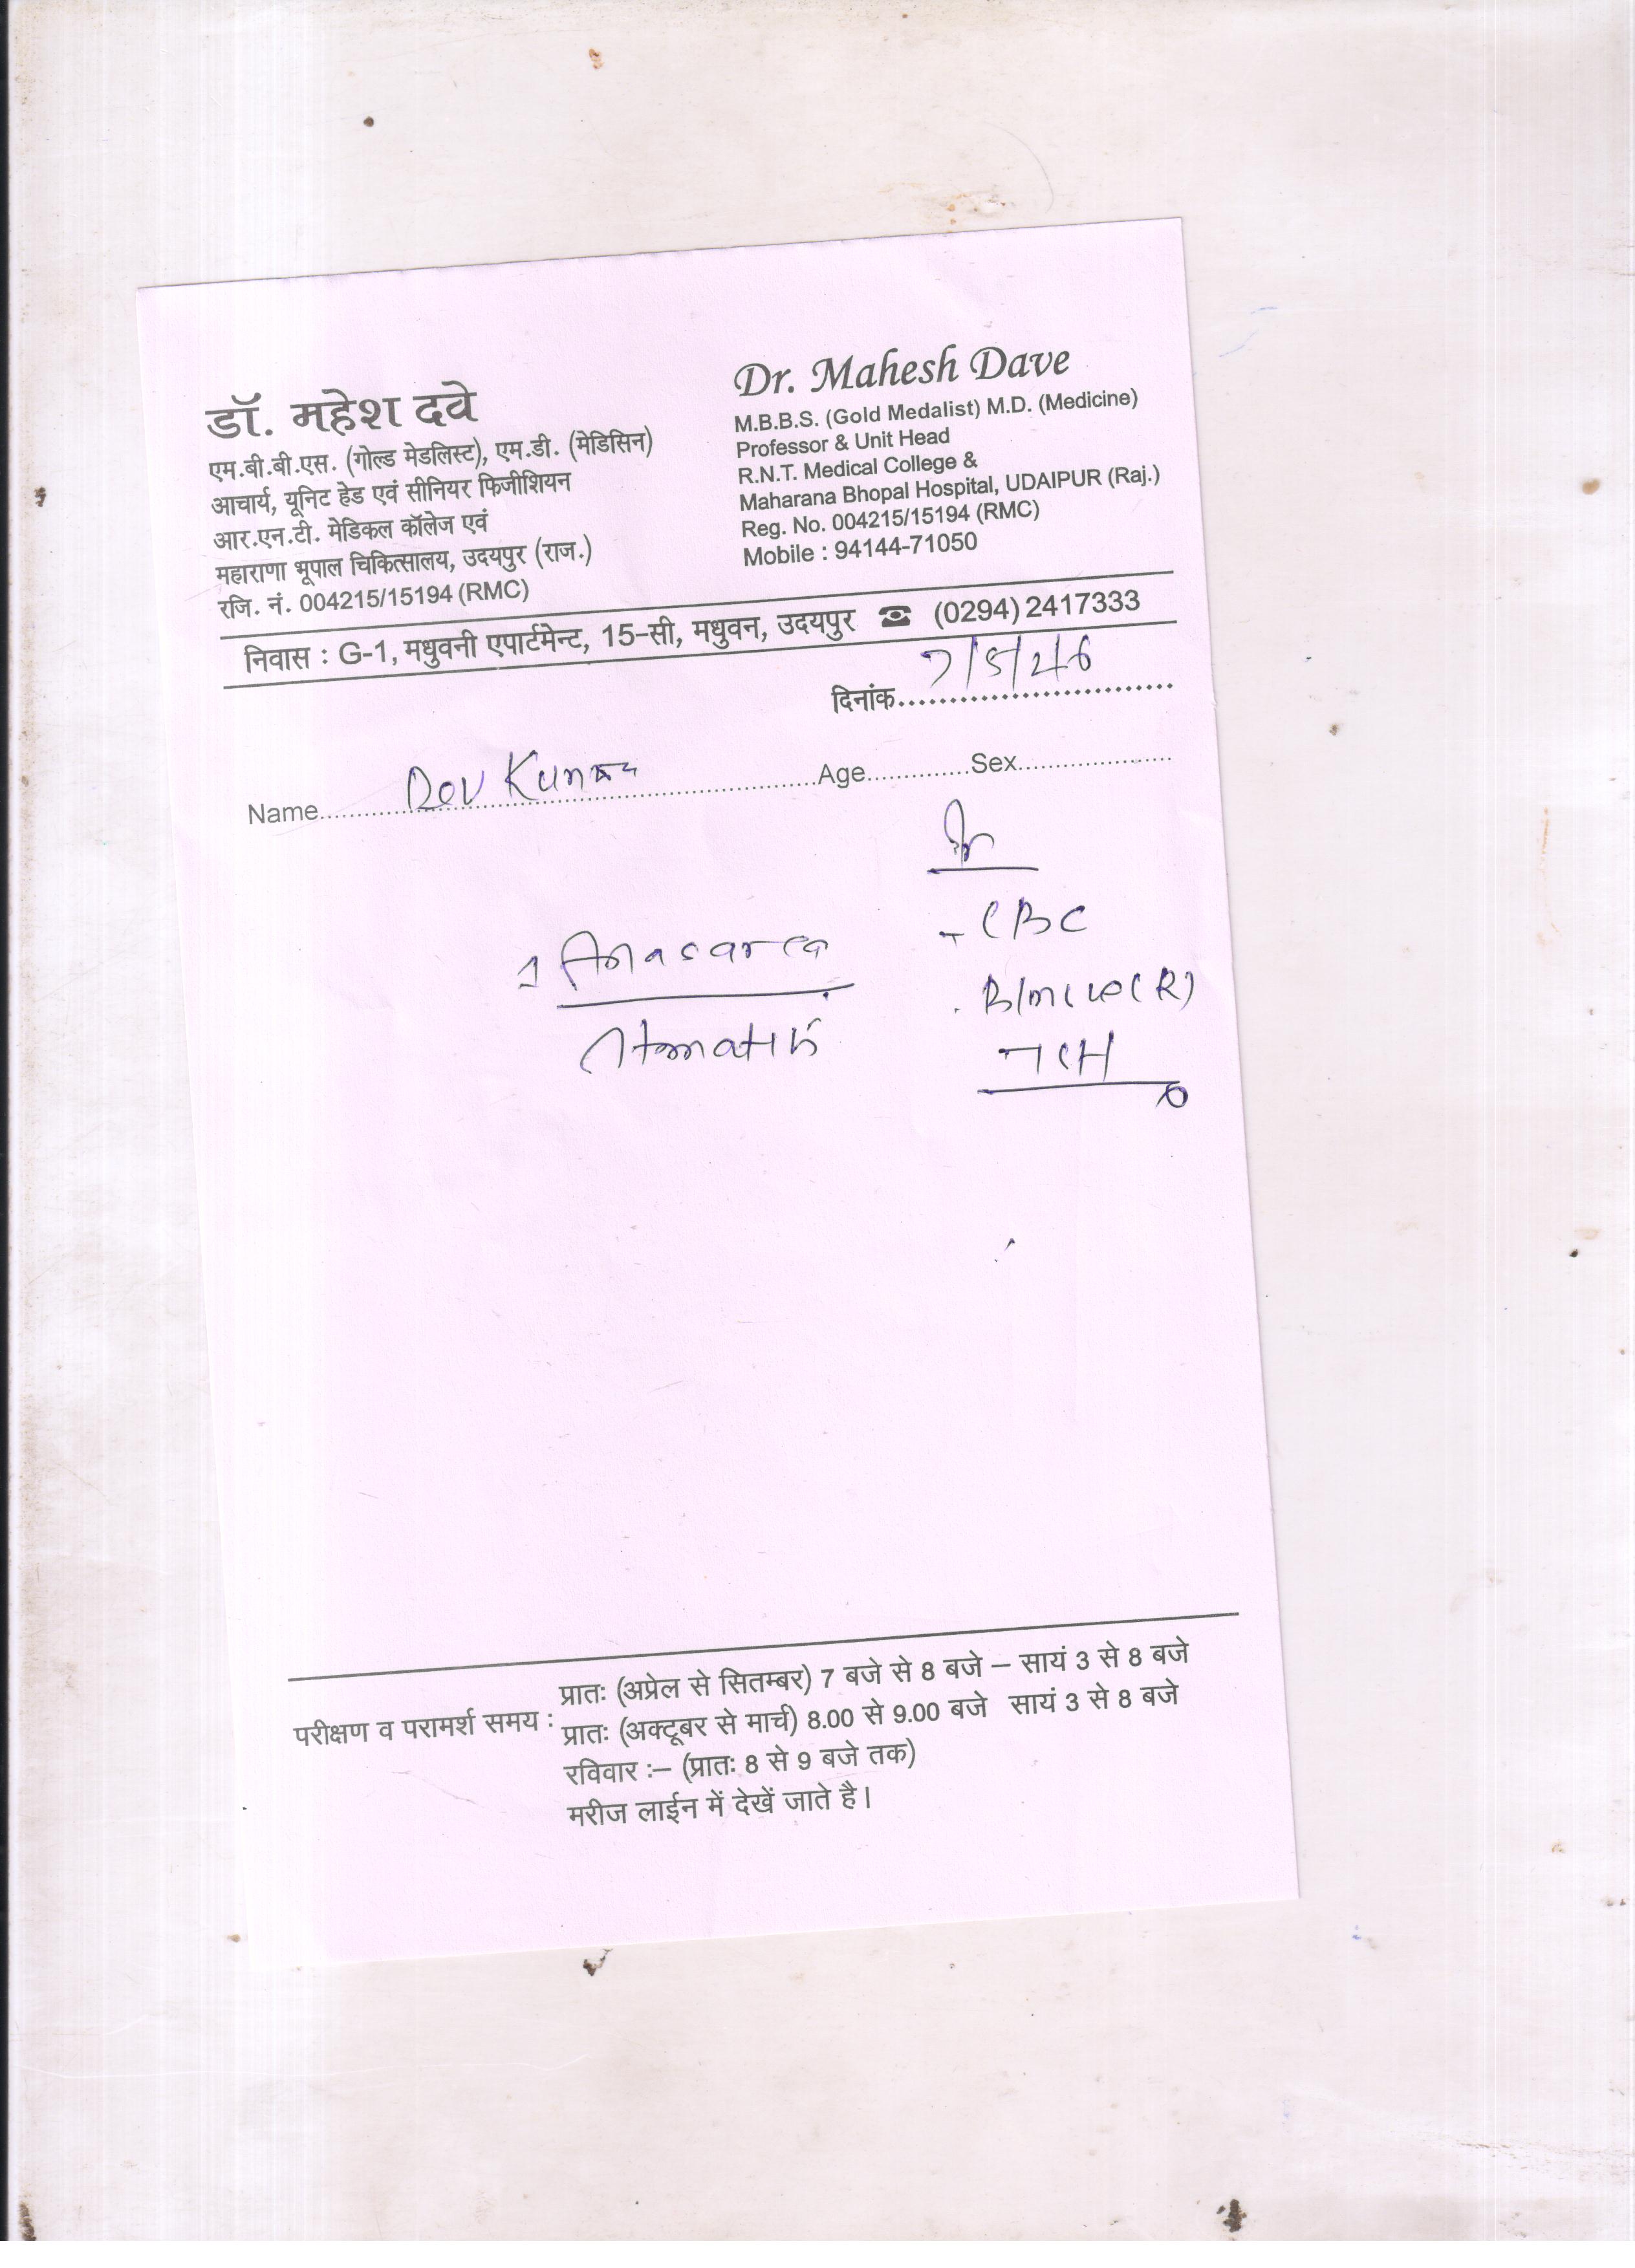 डॉ. महेश दवे
एम.बी.बी.एस. (गोल्ड मेडलिस्ट), एम.डी. (मेडिसिन)
आचार्य, यूनिट हेड एवं सीनियर फिजीशियन
आर.एन.टी. मेडिकल कॉलेज एवं
महाराणा भूपाल चिकित्सालय, उदयपुर (राज.)
रजि. नं. 004215/15194 (RMC)
Dr. Mahesh Dave
M.B.B.S. (Gold Medalist) M.D. (Medicine)
Professor & Unit Head
R.N.T. Medical College &
Maharana Bhopal Hospital, UDAIPUR (Raj.)
Reg. No. 004215/15194 (RMC)
Mobile : 94144-71050
निवास : G-1, मधुवनी एपार्टमेन्ट, 15-सी, मधुवन, उदयपुर ☎ (0294) 2417333
दिनांक 7/5/26
Name Dev Kumar Age Sex
Anasarca
- CBC
परीक्षण व परामर्श समय : प्रातः (अप्रेल से सितम्बर) 7 बजे से 8 बजे – सायं 3 से 8 बजे
प्रातः (अक्टूबर से मार्च) 8.00 से 9.00 बजे सायं 3 से 8 बजे
रविवार :– (प्रातः 8 से 9 बजे तक)
मरीज लाईन में देखें जाते है।